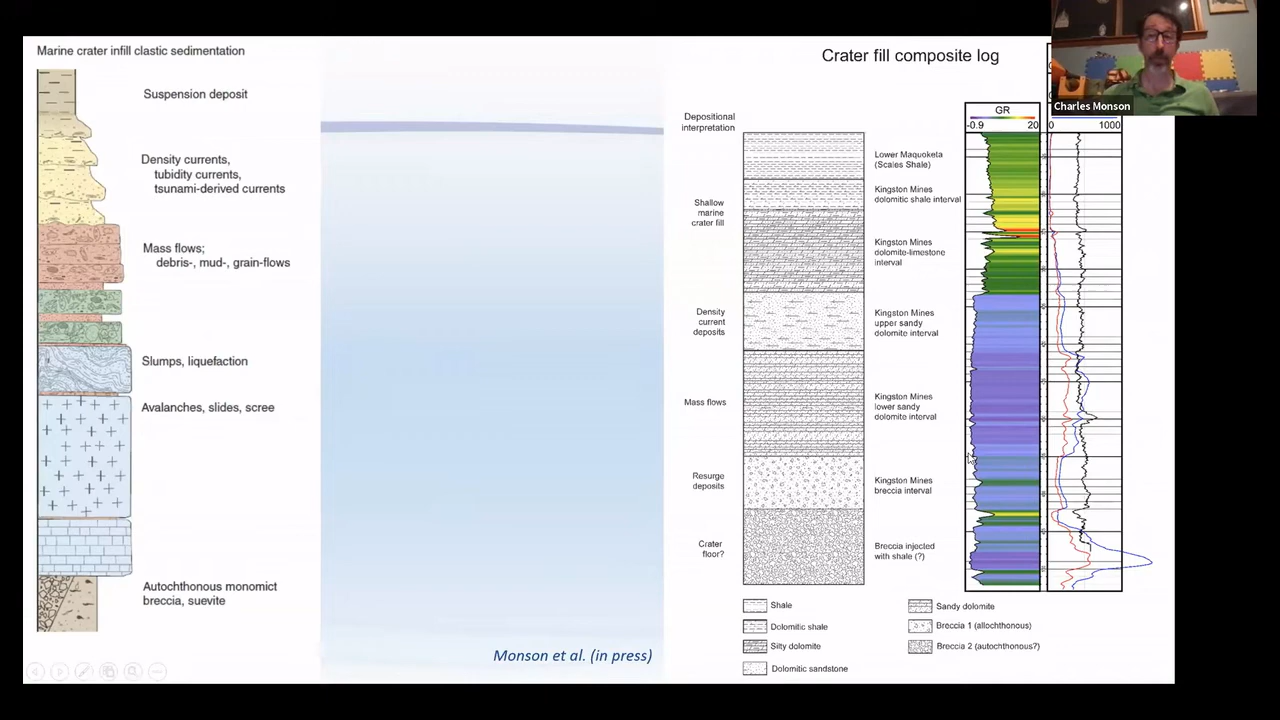 Marine crater infill clastic sedimentation
Suspension deposit
Density currents,
tubidity currents,
tsunami-derived currents
Mass flows;
debris-, mud-, grain-flows
Slumps, liquefaction
Avalanches, slides, scree
Autochthonous monomict
breccia, suevite
Monson et al. (in press)
Crater fill composite log
Depositional
interpretation
Shallow
marine
crater fill
Density
current
deposits
Mass flows
Resurge
deposits
Crater
floor?
Lower Maquoketa
(Scales Shale)
Kingston Mines
dolomitic shale interval
Kingston Mines
dolomite-limestone
interval
Kingston Mines
upper sandy
dolomite interval
Kingston Mines
lower sandy
dolomite interval
Kingston Mines
breccia interval
Breccia injected
with shale (?)
GR
-0.9 20
0 1000
Shale
Dolomitic shale
Silty dolomite
Dolomitic sandstone
Sandy dolomite
Breccia 1 (allochthonous)
Breccia 2 (autochthonous?)
Charles Monson